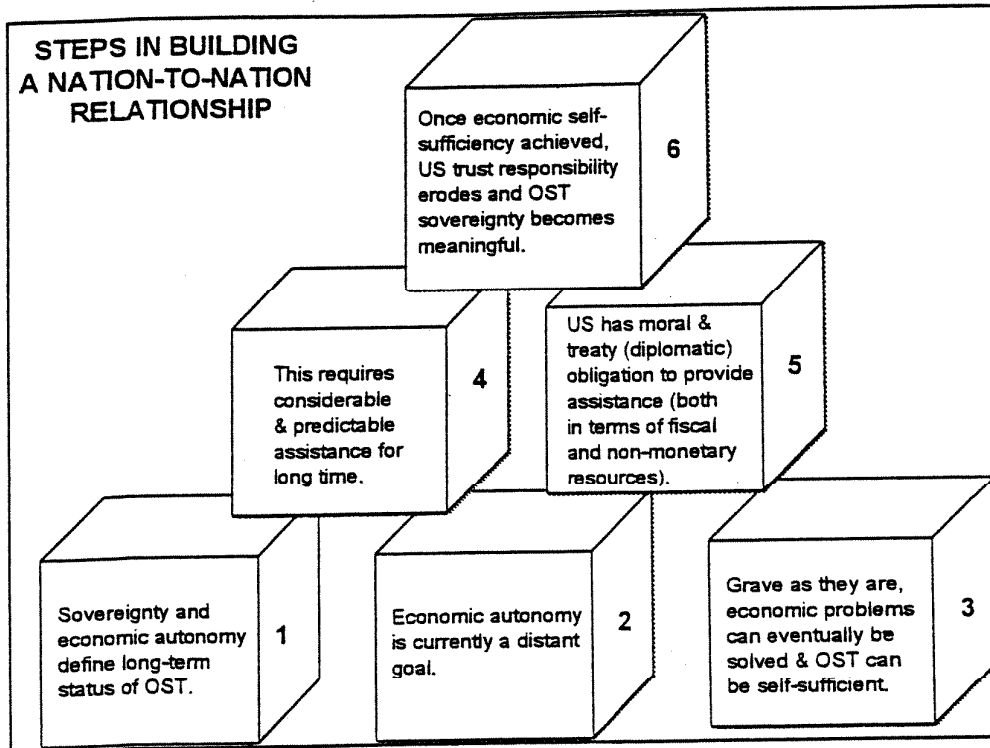 STEPS IN BUILDING
A NATION-TO-NATION
RELATIONSHIP
Once economic self-
sufficiency achieved,
US trust responsibility
erodes and OST
sovereignty becomes
meaningful.
6
This requires
considerable
& predictable
assistance for
long time.
4
US has moral &
treaty (diplomatic)
obligation to provide
assistance (both
in terms of fiscal
and non-monetary
resources).
5
Sovereignty and
economic autonomy
define long-term
status of OST.
1
Economic autonomy
is currently a distant
goal.
2
Grave as they are,
economic problems
can eventually be
solved & OST can
be self-sufficient.
3